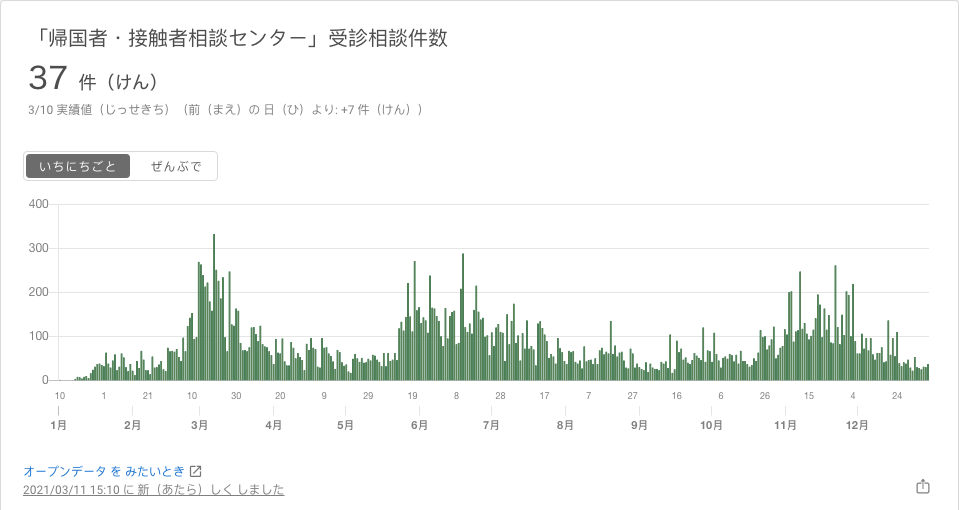 「帰国者・接触者相談センター」受診相談件数
37 件（けん）
3/10 実績値（じっせきち）（前（まえ）の 日（ひ）より: +7 件（けん））
いちにちごと ぜんぶで
400
300
200
100
0
10 1 21 10 30 20 9 29 19 8 28 17 7 27 16 6 26 15 4 24
1月 2月 3月 4月 5月 6月 7月 8月 9月 10月 11月 12月
オープンデータ を みたいとき
2021/03/11 15:10 に 新（あたら）しく しました